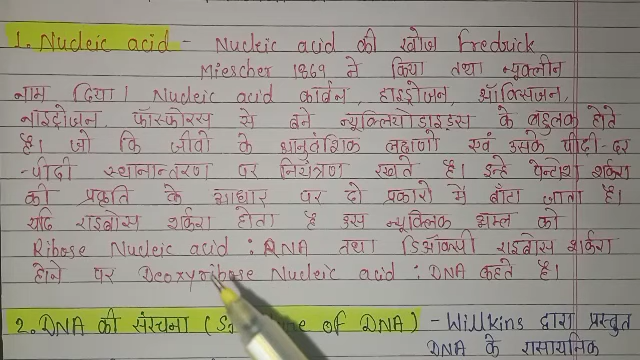 1. Nucleic acid - Nucleic acid की खोज Fredrick
Miescher 1869 मे किया तथा न्यूक्लीन
नाम दिया। Nucleic acid कार्बन, हाइड्रोजन, ऑक्सिजन,
नाइट्रोजन, फॉस्फोरस से बने न्यूक्लियोटाइड्स के बहुलक होते
है। जो कि जीवो के आनुवंशिक लक्षणो एवं उसके पीढी-दर
-पीढी स्थानान्तरण पर नियंत्रण रखते है। इन्हे पेन्टोस शर्करा
की प्रकृति के आधार पर दो प्रकारो में बाँटा जाता है।
यदि राइबोस शर्करा होता है उस न्यूक्लिक अम्ल को
Ribose Nucleic acid : RNA तथा डिऑक्सी राइबोस शर्करा
होने पर Deoxyribose Nucleic acid : DNA कहते है।
2. DNA की संरचना ( of DNA) - Willkins द्वारा प्रस्तुत
DNA के रासायनिक